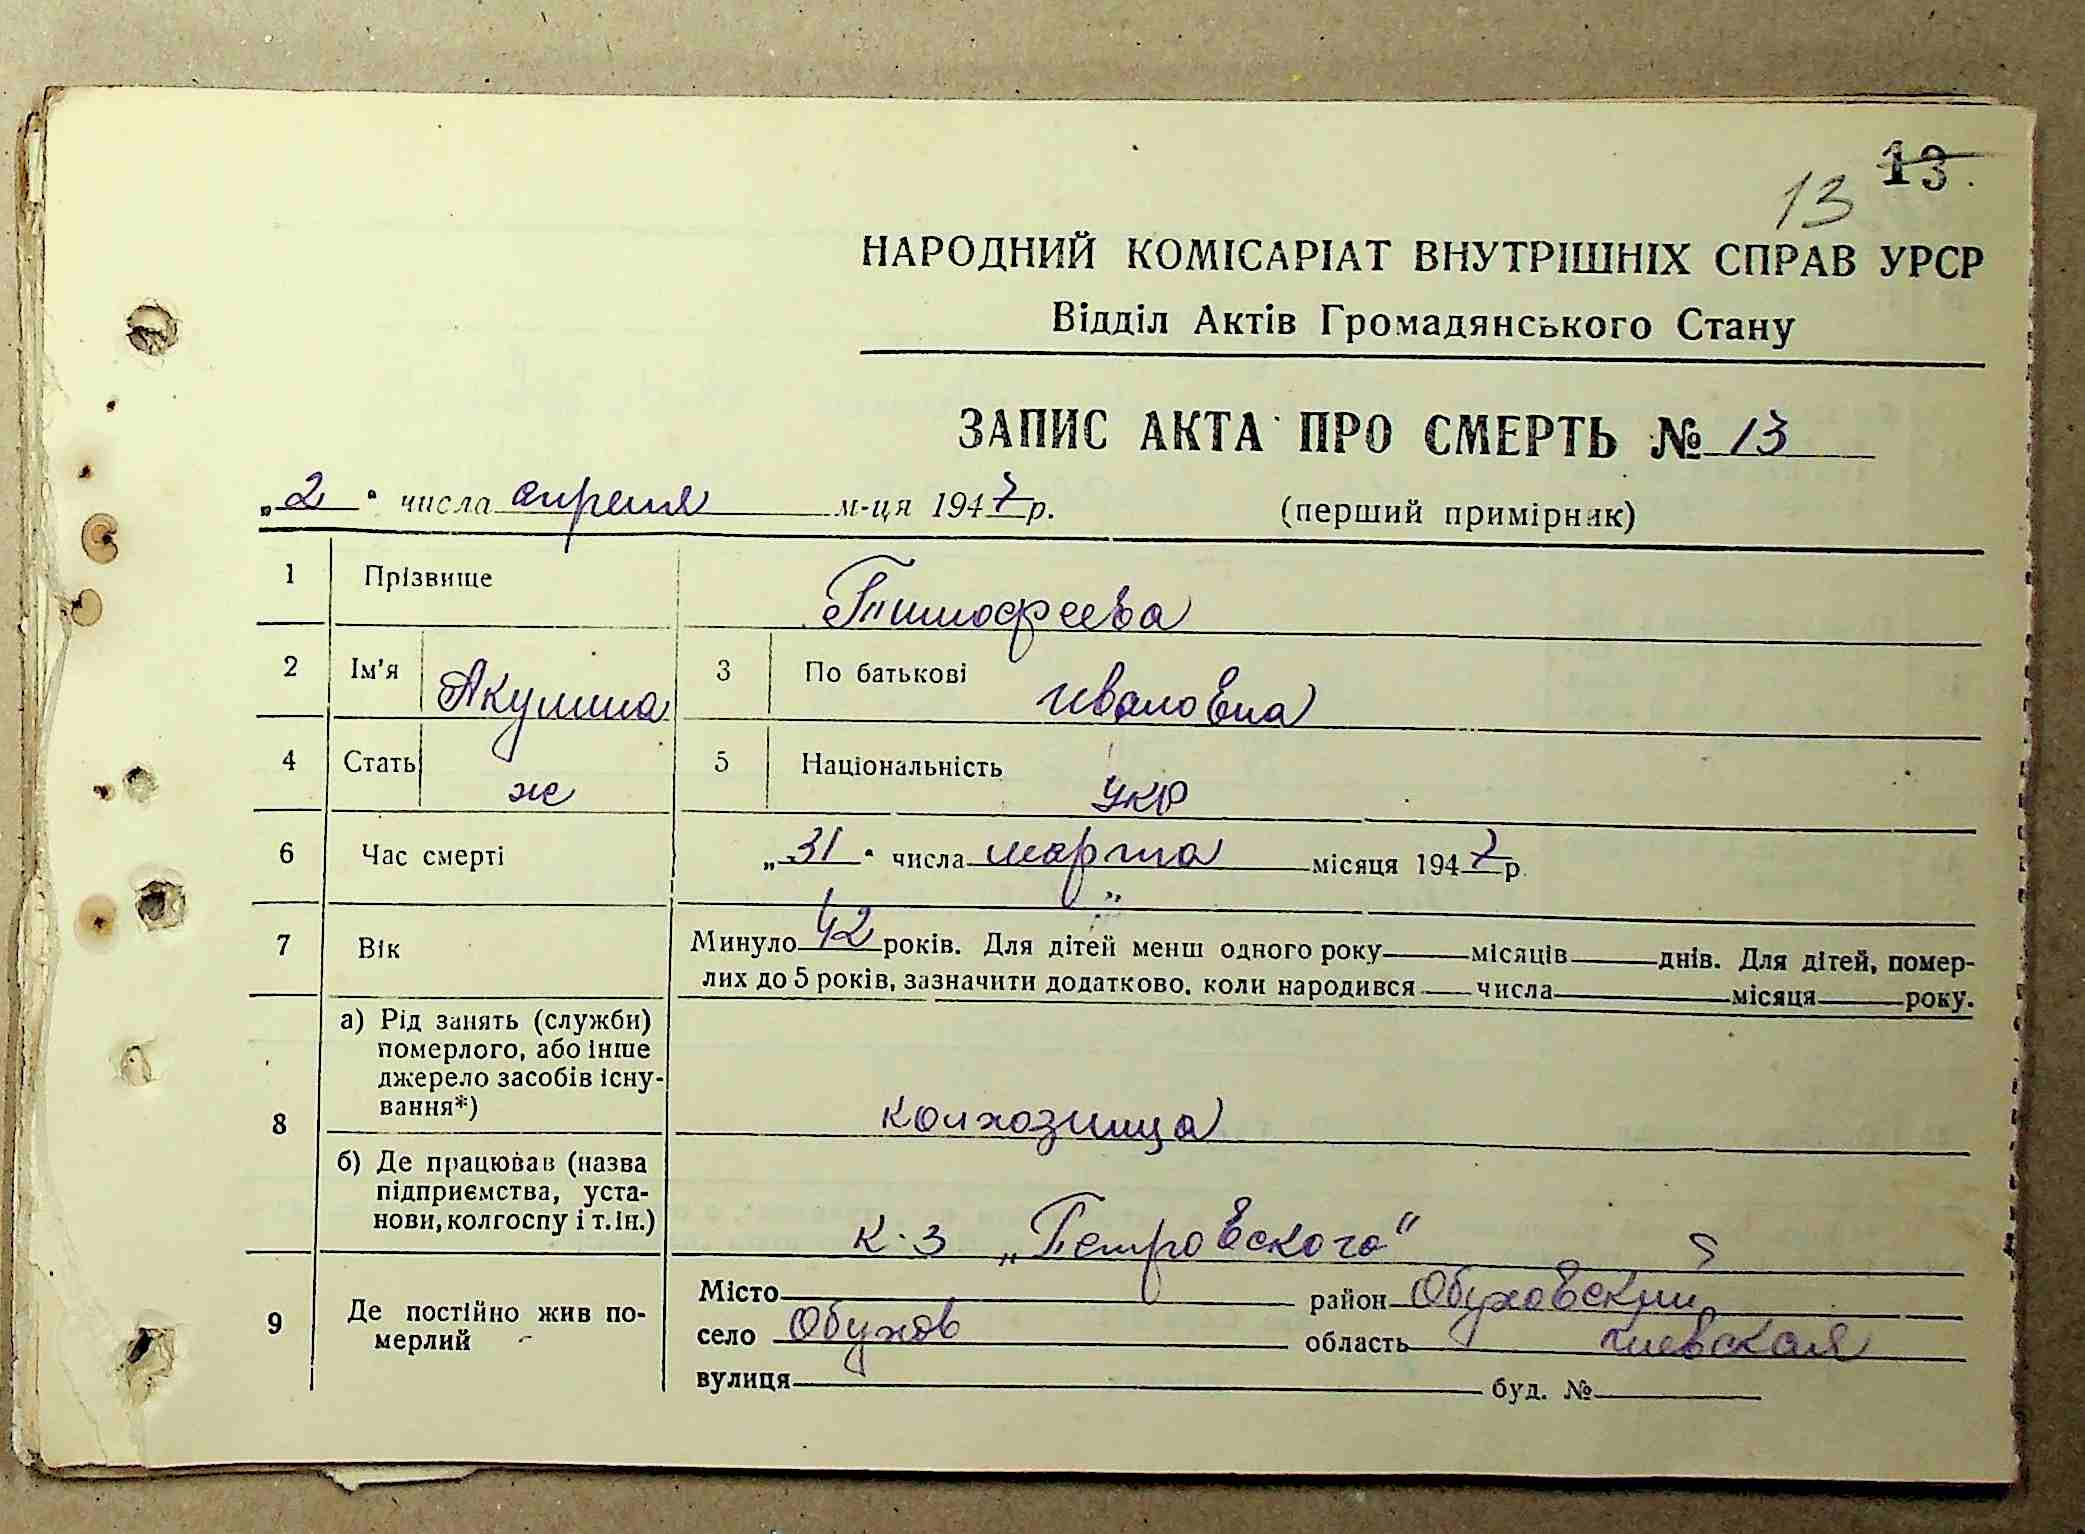 13.
13
НАРОДНИЙ КОМІСАРІАТ ВНУТРІШНІХ СПРАВ УРСР
Відділ Актів Громадянського Стану
ЗАПИС АКТА ПРО СМЕРТЬ № 13
„2" числа апреля м-ця 1947 р. (перший примірник)
1 Прізвище Тимофеева
2 Ім'я Акулина 3 По батькові Ивановна
4 Стать ж 5 Національність укр
6 Час смерті „31" числа марта місяця 1947 р.
7 Вік Минуло 42 років. Для дітей менш одного року місяців днів. Для дітей, помер-
лих до 5 років, зазначити додатково, коли народився числа місяця року.
8 а) Рід занять (служби)
померлого, або інше
джерело засобів існу-
вання*) колхозница
б) Де працював (назва
підприємства, уста-
нови, колгоспу і т. ін.) к-з „Петровского"
9 Де постійно жив по-
мерлий
Місто район Обуховский
село Обухов область Киевская
вулиця буд. №